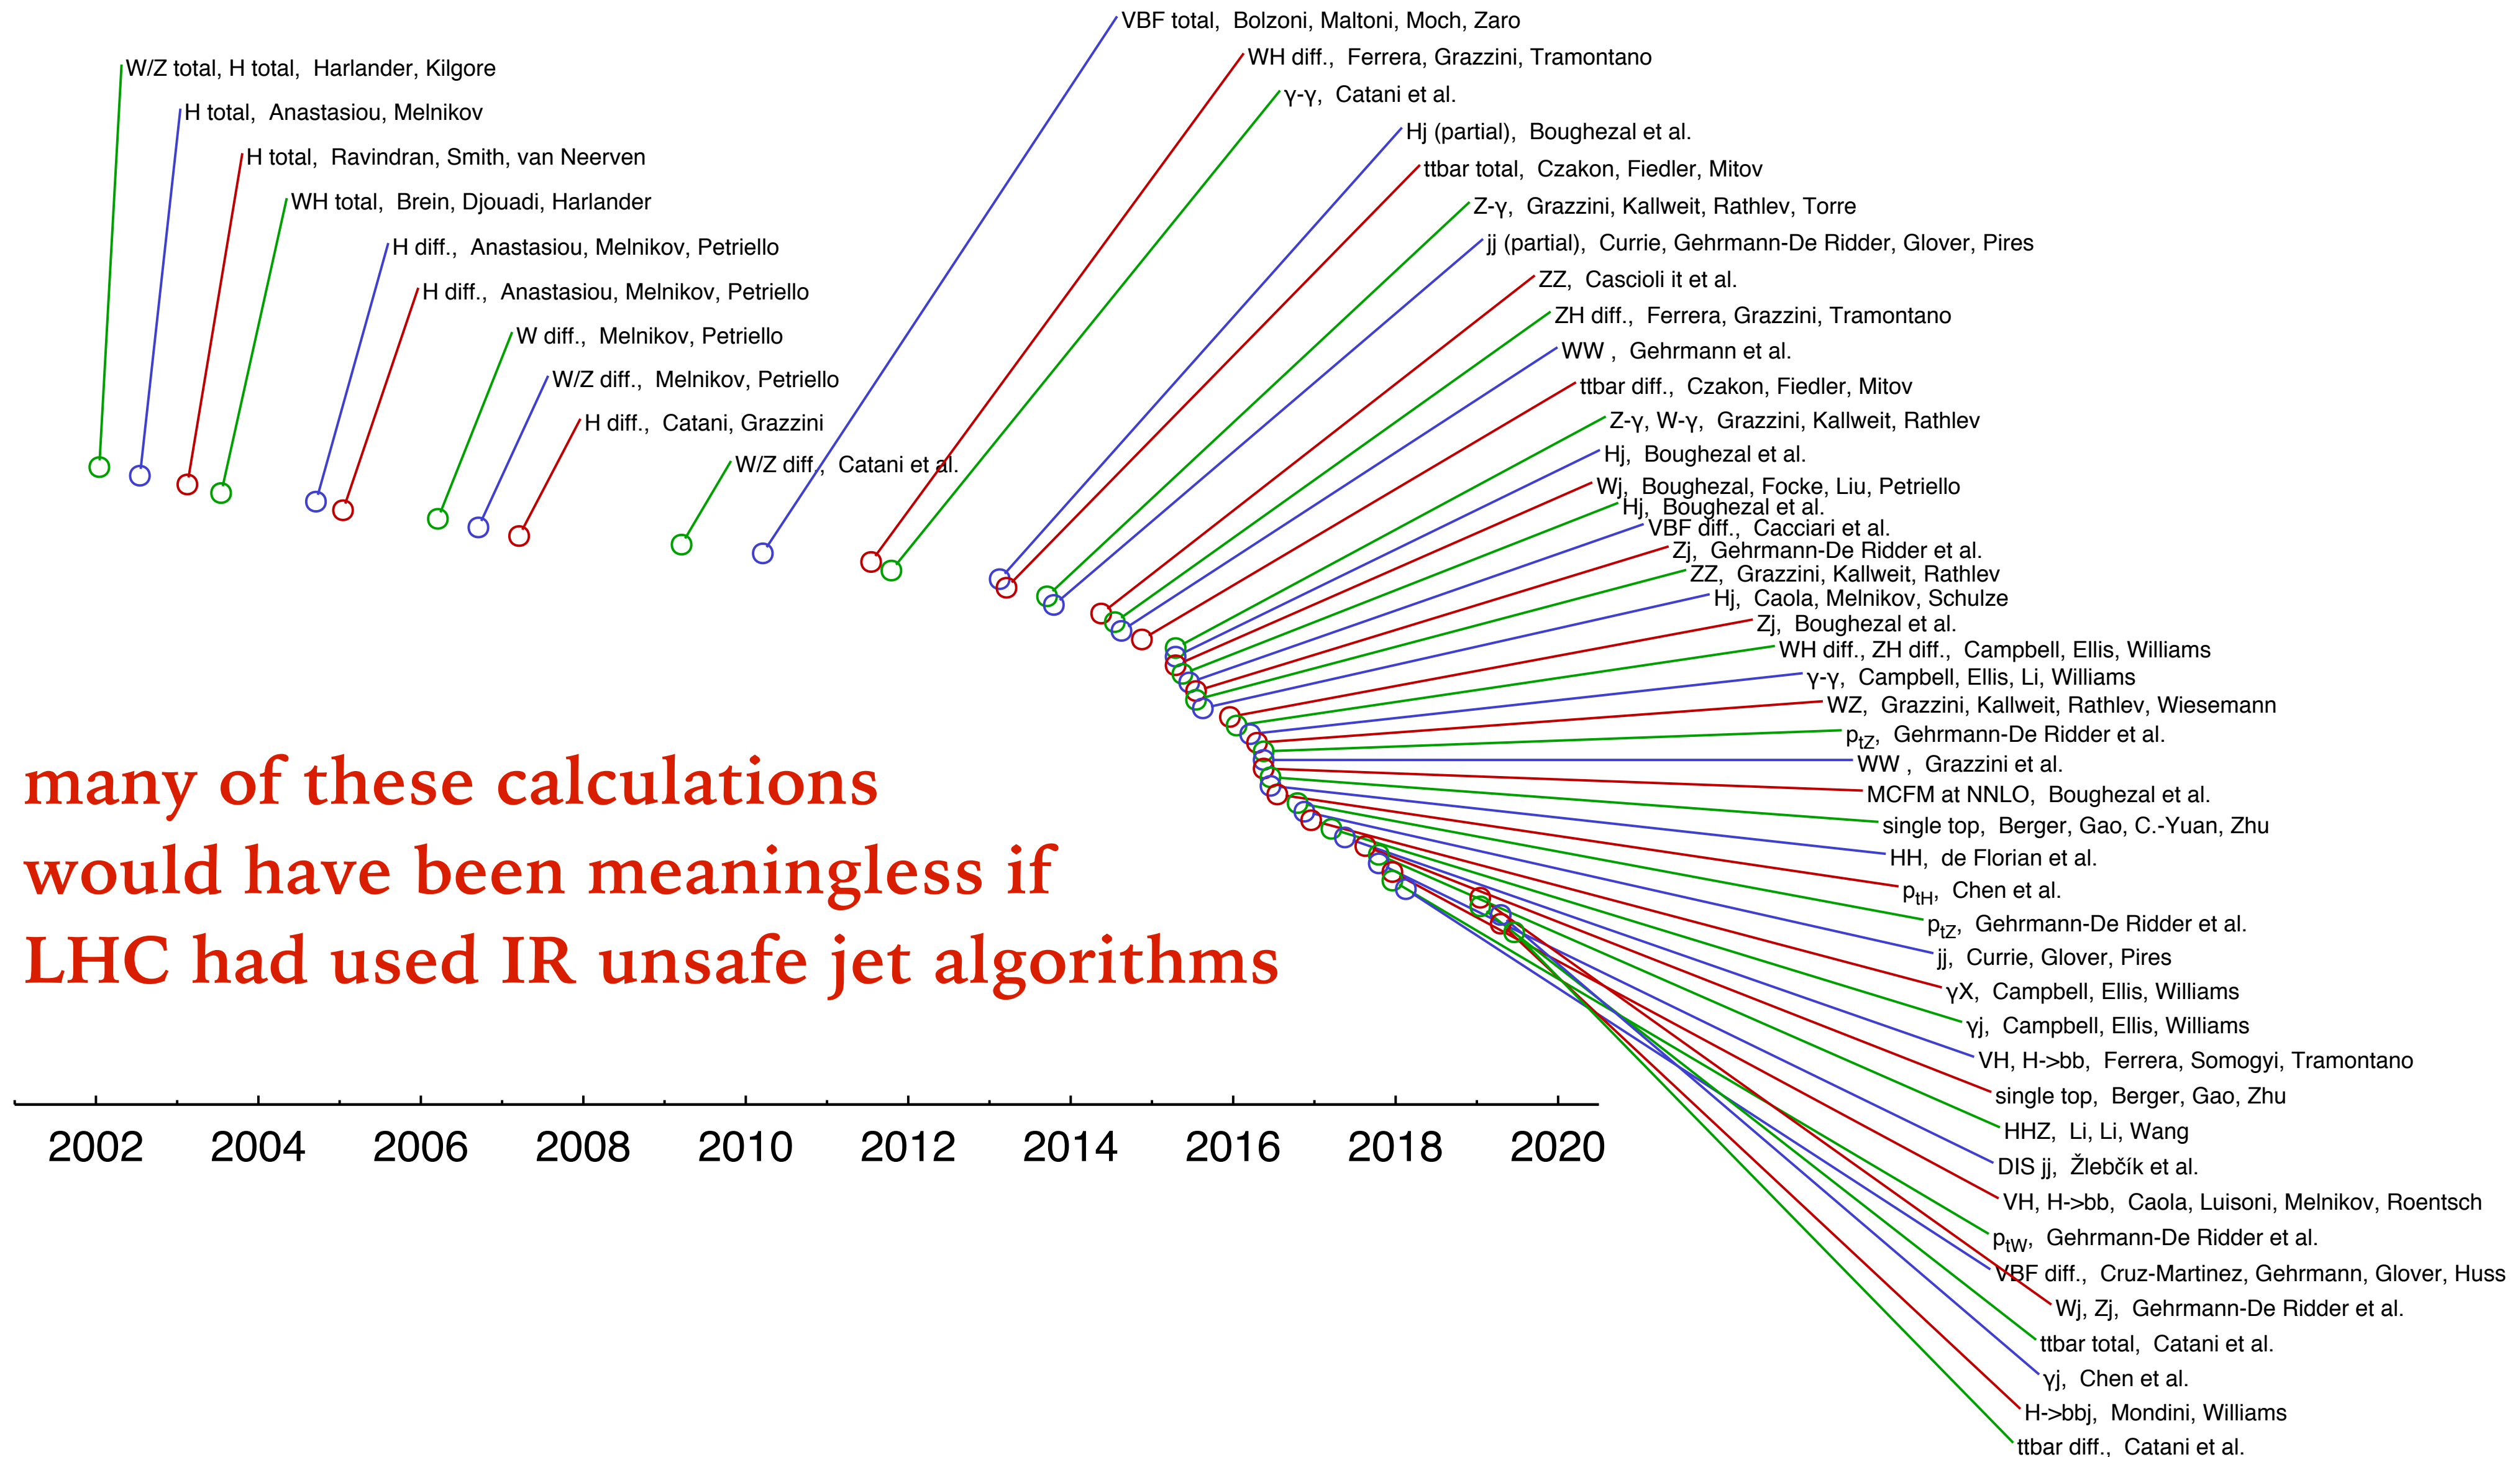 VBF total,  Bolzoni, Maltoni, Moch, Zaro
WH diff.,  Ferrera, Grazzini, Tramontano
W/Z total, H total,  Harlander, Kilgore
γ-γ,  Catani et al.
H total,  Anastasiou, Melnikov
Hj (partial),  Boughezal et al.
H total,  Ravindran, Smith, van Neerven
ttbar total,  Czakon, Fiedler, Mitov
WH total,  Brein, Djouadi, Harlander
Z-γ,  Grazzini, Kallweit, Rathlev, Torre
H diff.,  Anastasiou, Melnikov, Petriello
jj (partial),  Currie, Gehrmann-De Ridder, Glover, Pires
ZZ,  Cascioli it et al.
H diff.,  Anastasiou, Melnikov, Petriello
ZH diff.,  Ferrera, Grazzini, Tramontano
W diff.,  Melnikov, Petriello
WW ,  Gehrmann et al.
W/Z diff.,  Melnikov, Petriello
ttbar diff.,  Czakon, Fiedler, Mitov
H diff.,  Catani, Grazzini
Z-γ, W-γ,  Grazzini, Kallweit, Rathlev
Hj,  Boughezal et al.
W/Z diff.,  Catani et al.
Wj,  Boughezal, Focke, Liu, Petriello
Hj,  Boughezal et al.
VBF diff.,  Cacciari et al.
Zj,  Gehrmann-De Ridder et al.
ZZ,  Grazzini, Kallweit, Rathlev
Hj,  Caola, Melnikov, Schulze
Zj,  Boughezal et al.
WH diff., ZH diff.,  Campbell, Ellis, Williams
γ-γ,  Campbell, Ellis, Li, Williams
WZ,  Grazzini, Kallweit, Rathlev, Wiesemann
ptZ,  Gehrmann-De Ridder et al.
WW ,  Grazzini et al.
MCFM at NNLO,  Boughezal et al.
single top,  Berger, Gao, C.-Yuan, Zhu
HH,  de Florian et al.
ptH,  Chen et al.
ptZ,  Gehrmann-De Ridder et al.
jj,  Currie, Glover, Pires
γX,  Campbell, Ellis, Williams
γj,  Campbell, Ellis, Williams
VH, H->bb,  Ferrera, Somogyi, Tramontano
single top,  Berger, Gao, Zhu
HHZ,  Li, Li, Wang
DIS jj,  Žlebčík et al.
VH, H->bb,  Caola, Luisoni, Melnikov, Roentsch
ptW,  Gehrmann-De Ridder et al.
VBF diff.,  Cruz-Martinez, Gehrmann, Glover, Huss
Wj, Zj,  Gehrmann-De Ridder et al.
ttbar total,  Catani et al.
γj,  Chen et al.
H->bbj,  Mondini, Williams
ttbar diff.,  Catani et al.
many of these calculations
would have been meaningless if
LHC had used IR unsafe jet algorithms
2002 2004 2006 2008 2010 2012 2014 2016 2018 2020